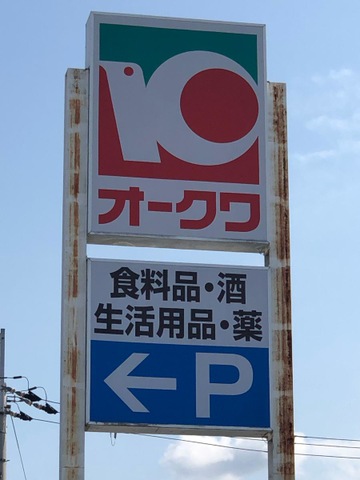 オークワ
食料品・酒
生活用品・薬
←P